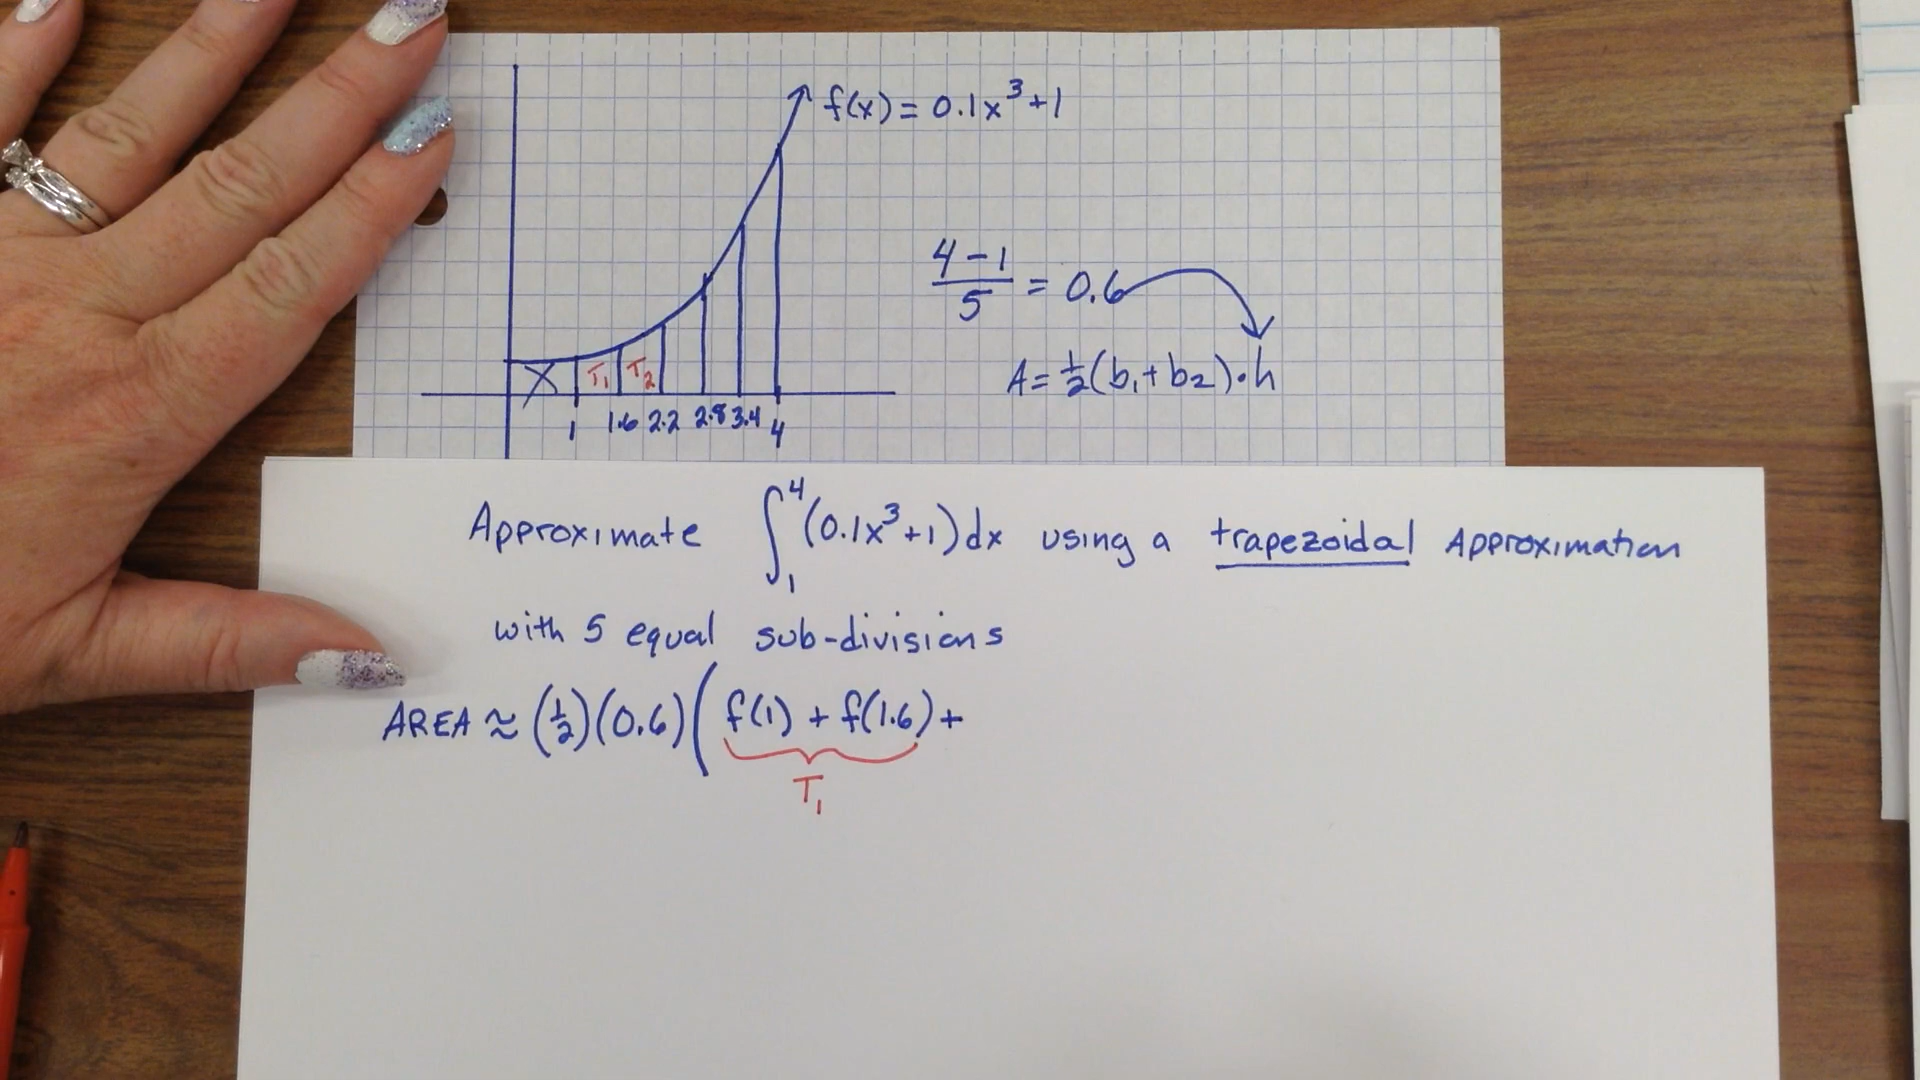 f(x) = 0.1x³+1
4-1/5 = 0.6
A = ½(b₁+b₂)·h
X T₁ T₂
1 1.6 2.2 2.8 3.4 4
Approximate ∫₁⁴(0.1x³+1)dx using a trapezoidal Approximation
with 5 equal sub-divisions
AREA ≈ (½)(0.6)(f(1) + f(1.6) +
T₁